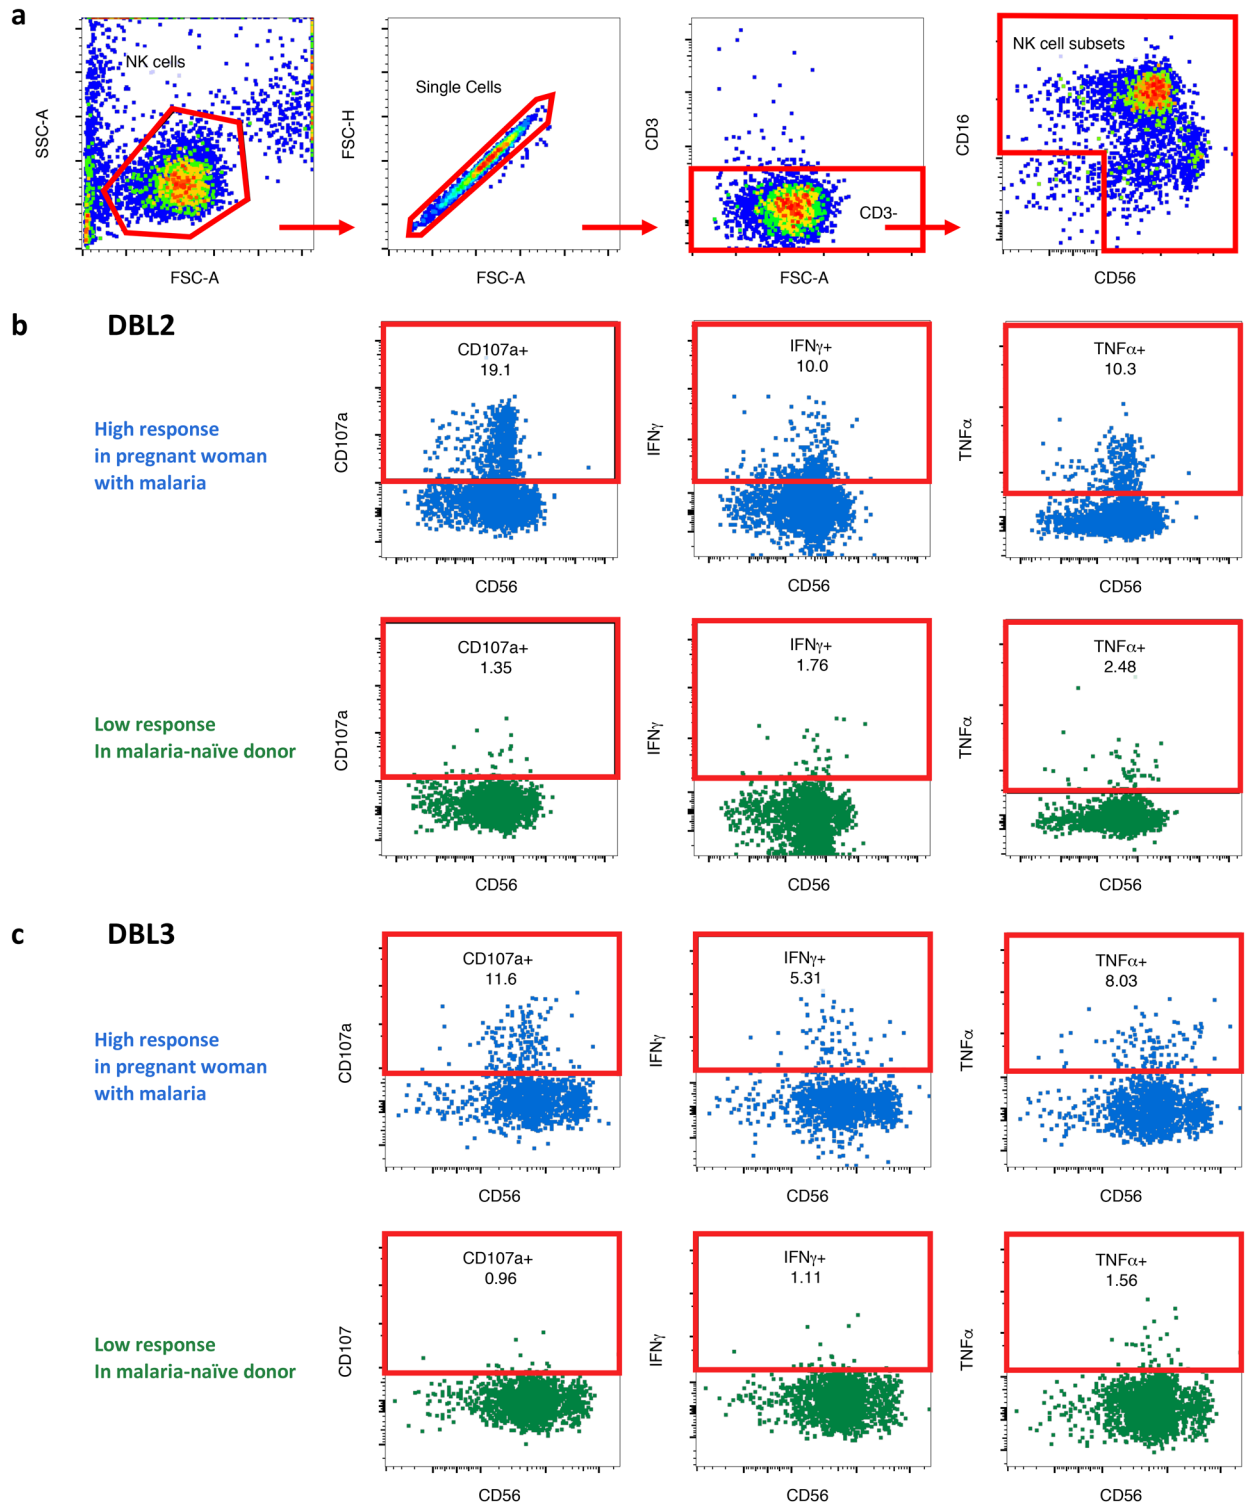 a
NK cells
SSC-A
FSC-A
Single Cells
FSC-H
FSC-A
CD3
CD3-
FSC-A
NK cell subsets
CD16
CD56
b
DBL2
High response
in pregnant woman
with malaria
CD107a+
19.1
CD107a
CD56
IFNγ+
10.0
IFNγ
CD56
TNFα+
10.3
TNFα
CD56
Low response
In malaria-naïve donor
CD107a+
1.35
CD107a
CD56
IFNγ+
1.76
IFNγ
CD56
TNFα+
2.48
TNFα
CD56
c
DBL3
High response
in pregnant woman
with malaria
CD107a+
11.6
CD107a
CD56
IFNγ+
5.31
IFNγ
CD56
TNFα+
8.03
TNFα
CD56
Low response
In malaria-naïve donor
CD107a+
0.96
CD107
CD56
IFNγ+
1.11
IFNγ
CD56
TNFα+
1.56
TNFα
CD56